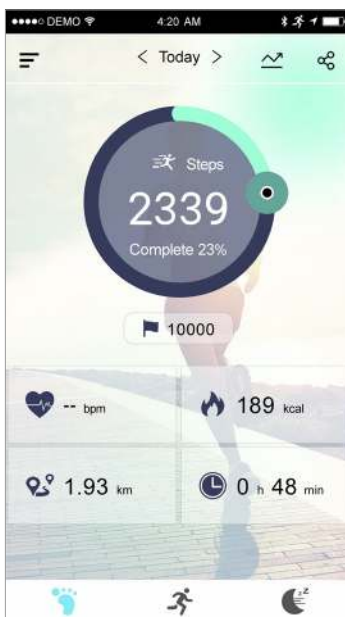 DEMO 4:20 AM
< Today >
Steps
2339
Complete 23%
10000
-- bpm 189 kcal
1.93 km 0 h 48 min